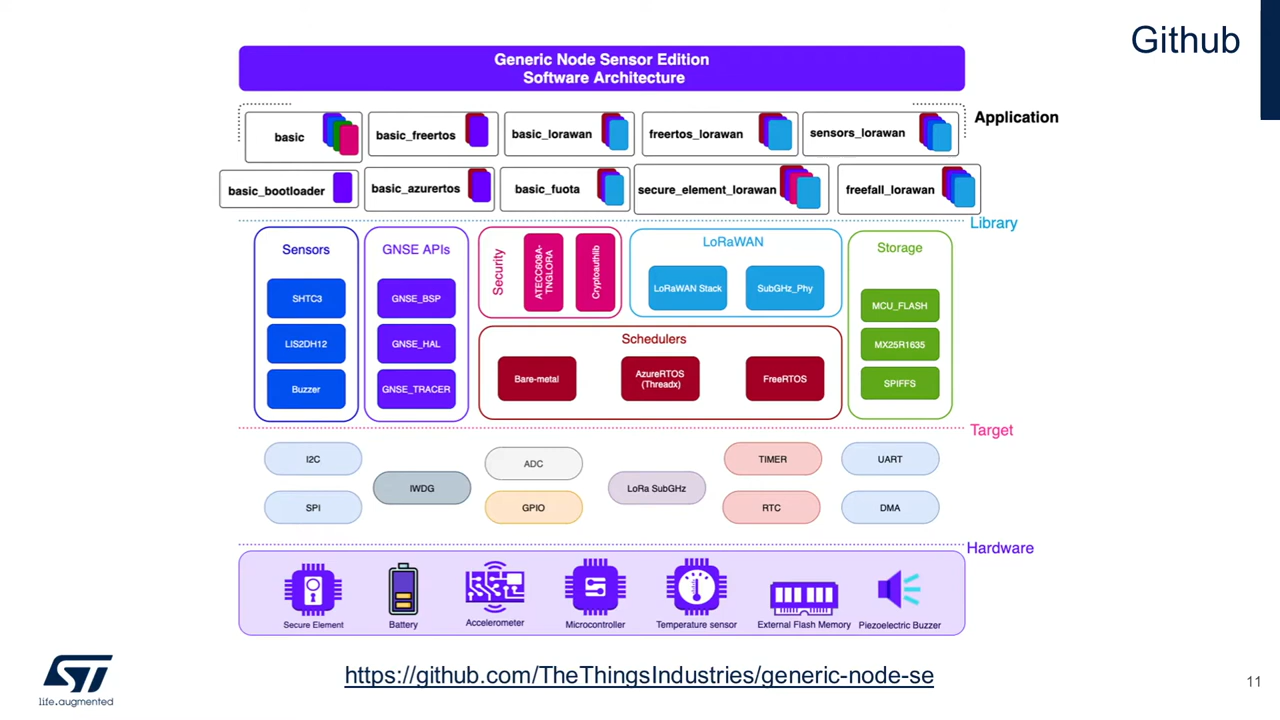 Github
Generic Node Sensor Edition
Software Architecture
Application
basic
basic_freertos
basic_lorawan
freertos_lorawan
sensors_lorawan
basic_bootloader
basic_azurertos
basic_fuota
secure_element_lorawan
freefall_lorawan
Library
Sensors
SHTC3
LIS2DH12
Buzzer
GNSE APIs
GNSE_BSP
GNSE_HAL
GNSE_TRACER
Security
ATECC608A-
TNGLORA
Cryptoauthlib
LoRaWAN
LoRaWAN Stack
SubGHz_Phy
Schedulers
Bare-metal
AzureRTOS
(Threadx)
FreeRTOS
Storage
MCU_FLASH
MX25R1635
SPIFFS
Target
I2C
SPI
IWDG
ADC
GPIO
LoRa SubGHz
TIMER
RTC
UART
DMA
Hardware
Secure Element
Battery
Accelerometer
Microcontroller
Temperature sensor
External Flash Memory
Piezoelectric Buzzer
ST
life.augmented
https://github.com/TheThingsIndustries/generic-node-se
11